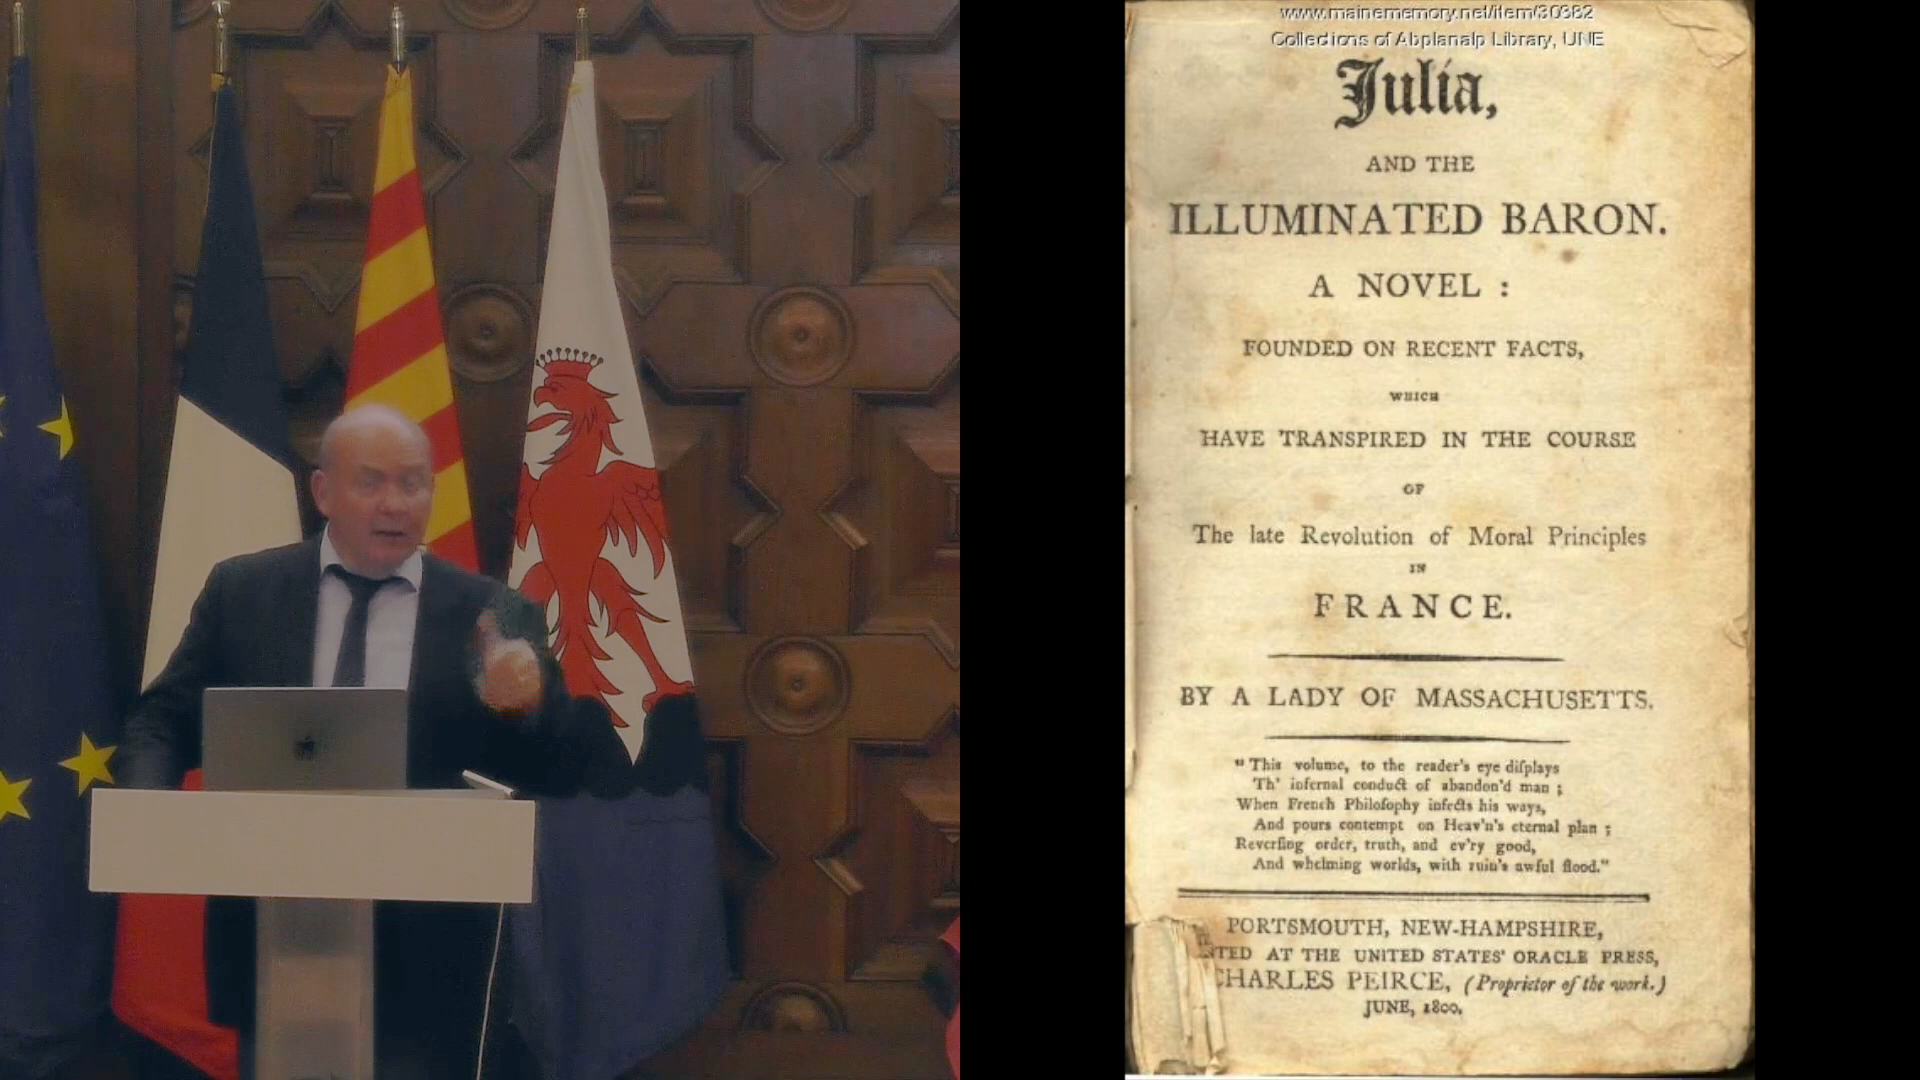 www.mainememory.net/item/30382
Collections of Abplanalp Library, UNE
Julia,
AND THE
ILLUMINATED BARON.
A NOVEL:
FOUNDED ON RECENT FACTS,
WHICH
HAVE TRANSPIRED IN THE COURSE
OF
The late Revolution of Moral Principles
IN
FRANCE.
BY A LADY OF MASSACHUSETTS.
"This volume, to the reader's eye diſplays
Th' infernal conduct of abandon'd man;
When French Philoſophy infects his ways,
And pours contempt on Heav'n's eternal plan;
Reverſing order, truth, and ev'ry good,
And whelming worlds, with ruin's awful flood."
PORTSMOUTH, NEW-HAMPSHIRE,
AT THE UNITED STATES' ORACLE PRESS,
CHARLES PEIRCE, (Proprietor of the work.)
JUNE, 1800.